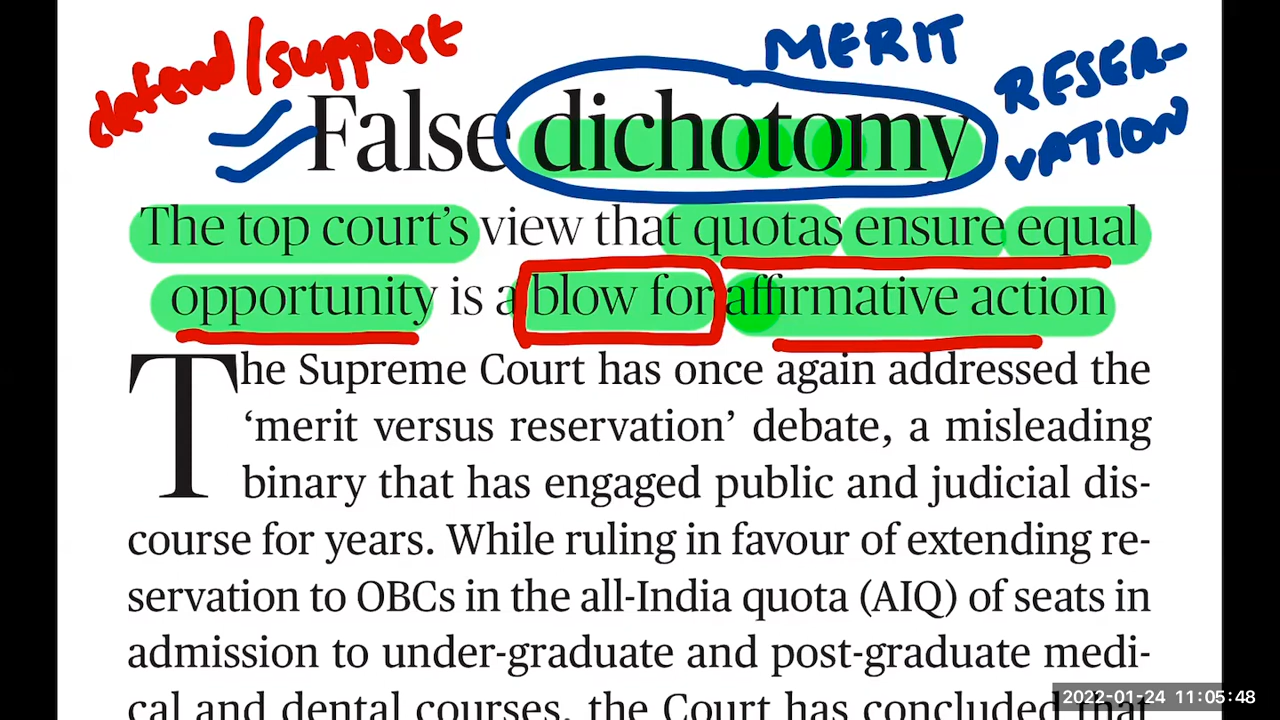 defend/support
MERIT
RESER-
VATION
False dichotomy
The top court's view that quotas ensure equal
opportunity is a blow for affirmative action
The Supreme Court has once again addressed the
'merit versus reservation' debate, a misleading
binary that has engaged public and judicial dis-
course for years. While ruling in favour of extending re-
servation to OBCs in the all-India quota (AIQ) of seats in
admission to under-graduate and post-graduate medi-
cal and dental courses, the Court has concluded that
2022-01-24 11:05:48